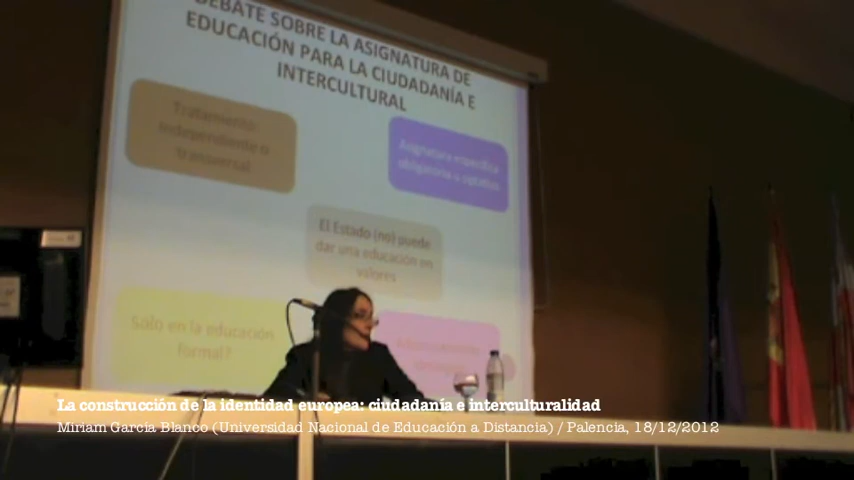 DEBATE SOBRE LA ASIGNATURA DE
EDUCACIÓN PARA LA CIUDADANÍA E
INTERCULTURAL
Tratamiento
independiente o
transversal
Asignatura específica
obligatoria u optativa
El Estado (no) puede
dar una educación en
valores
Sólo en la educación
formal?
La construcción de la identidad europea: ciudadanía e interculturalidad
Miriam García Blanco (Universidad Nacional de Educación a Distancia) / Palencia, 18/12/2012